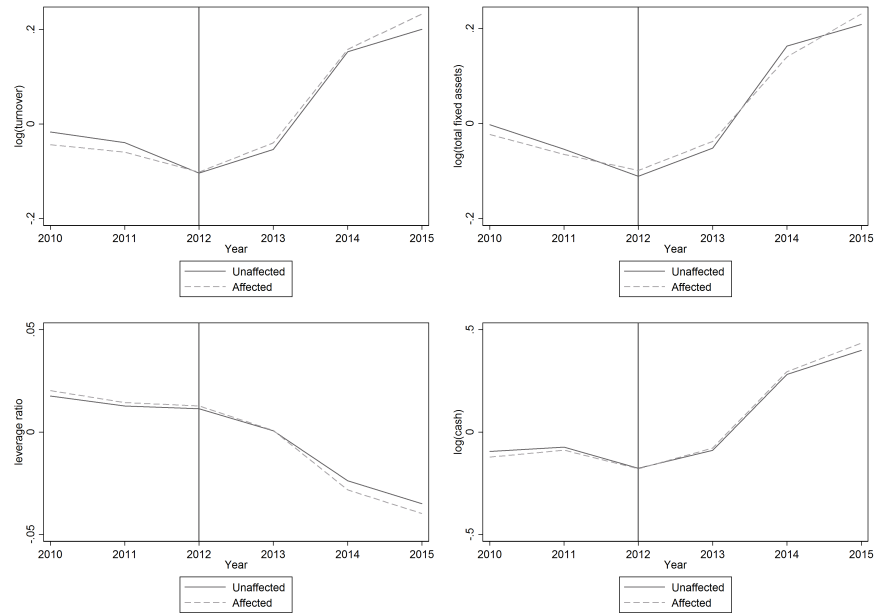 log(turnover)
.2
0
-.2
2010 2011 2012 2013 2014 2015
Year
Unaffected
Affected
log(total fixed assets)
.2
0
-.2
2010 2011 2012 2013 2014 2015
Year
Unaffected
Affected
leverage ratio
.05
0
-.05
2010 2011 2012 2013 2014 2015
Year
Unaffected
Affected
log(cash)
.5
0
-.5
2010 2011 2012 2013 2014 2015
Year
Unaffected
Affected